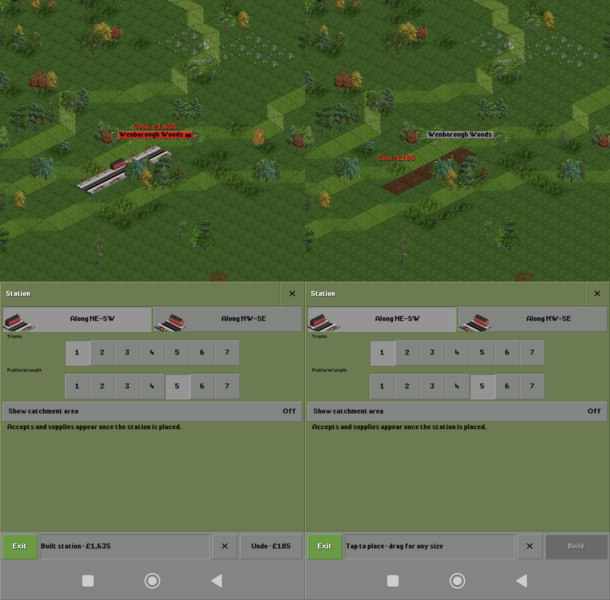 Cost: £1,635
Wenborough Woods
Station
×
Along NE-SW
Along NW-SE
Tracks
1 2 3 4 5 6 7
Platform length
1 2 3 4 5 6 7
Show catchment area
Off
Accepts and supplies appear once the station is placed.
Exit
Built station · £1,635
×
Undo · £185
Wenborough Woods
Cost: £185
Station
×
Along NE-SW
Along NW-SE
Tracks
1 2 3 4 5 6 7
Platform length
1 2 3 4 5 6 7
Show catchment area
Off
Accepts and supplies appear once the station is placed.
Exit
Tap to place · drag for any size
×
Build